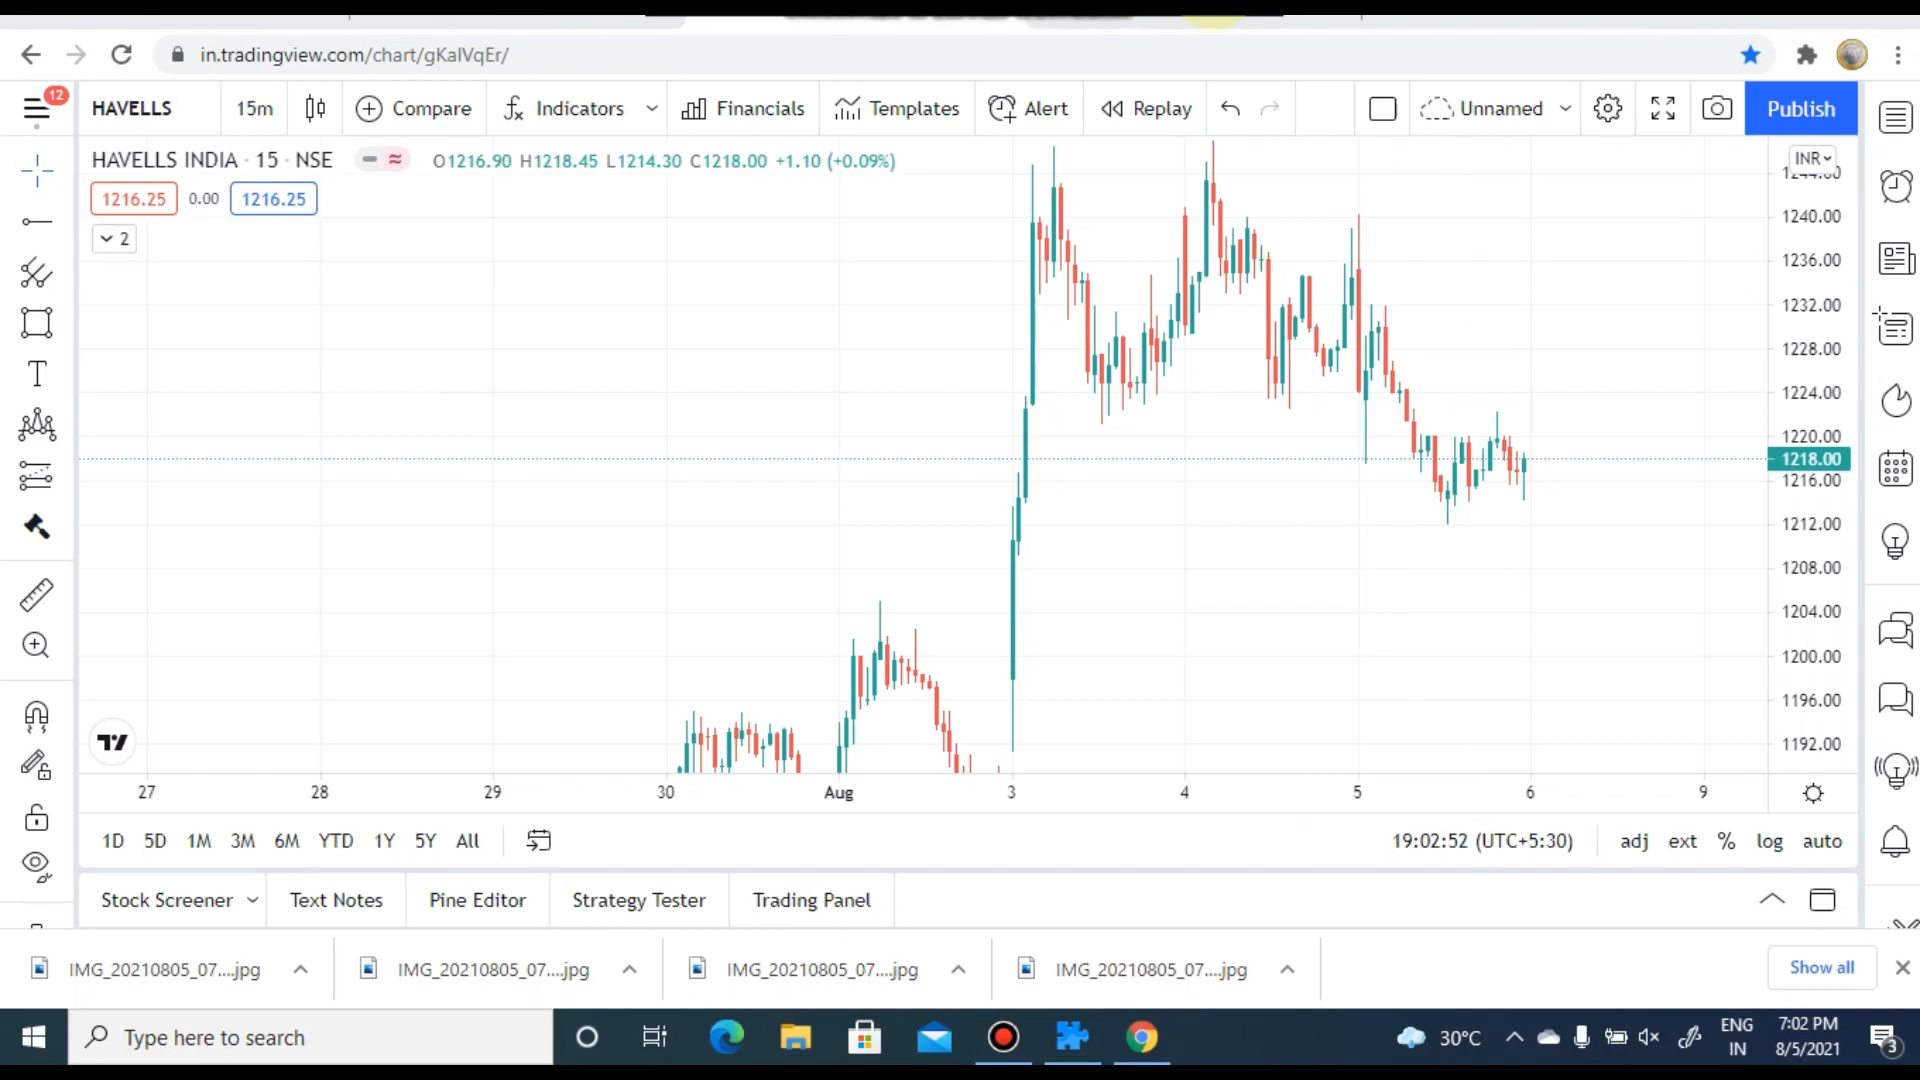 in.tradingview.com/chart/gKalVqEr/
12
HAVELLS 15m Compare Indicators Financials Templates Alert Replay Unnamed Publish
HAVELLS INDIA · 15 · NSE O1216.90 H1218.45 L1214.30 C1218.00 +1.10 (+0.09%)
INR
1216.25 0.00 1216.25
2
1244.00
1240.00
1236.00
1232.00
1228.00
1224.00
1220.00
1218.00
1216.00
1212.00
1208.00
1204.00
1200.00
1196.00
1192.00
27 28 29 30 Aug 3 4 5 6 9
1D 5D 1M 3M 6M YTD 1Y 5Y All 19:02:52 (UTC+5:30) adj ext % log auto
Stock Screener Text Notes Pine Editor Strategy Tester Trading Panel
IMG_20210805_07....jpg IMG_20210805_07....jpg IMG_20210805_07....jpg IMG_20210805_07....jpg Show all
Type here to search 30°C ENG IN 7:02 PM 8/5/2021 3